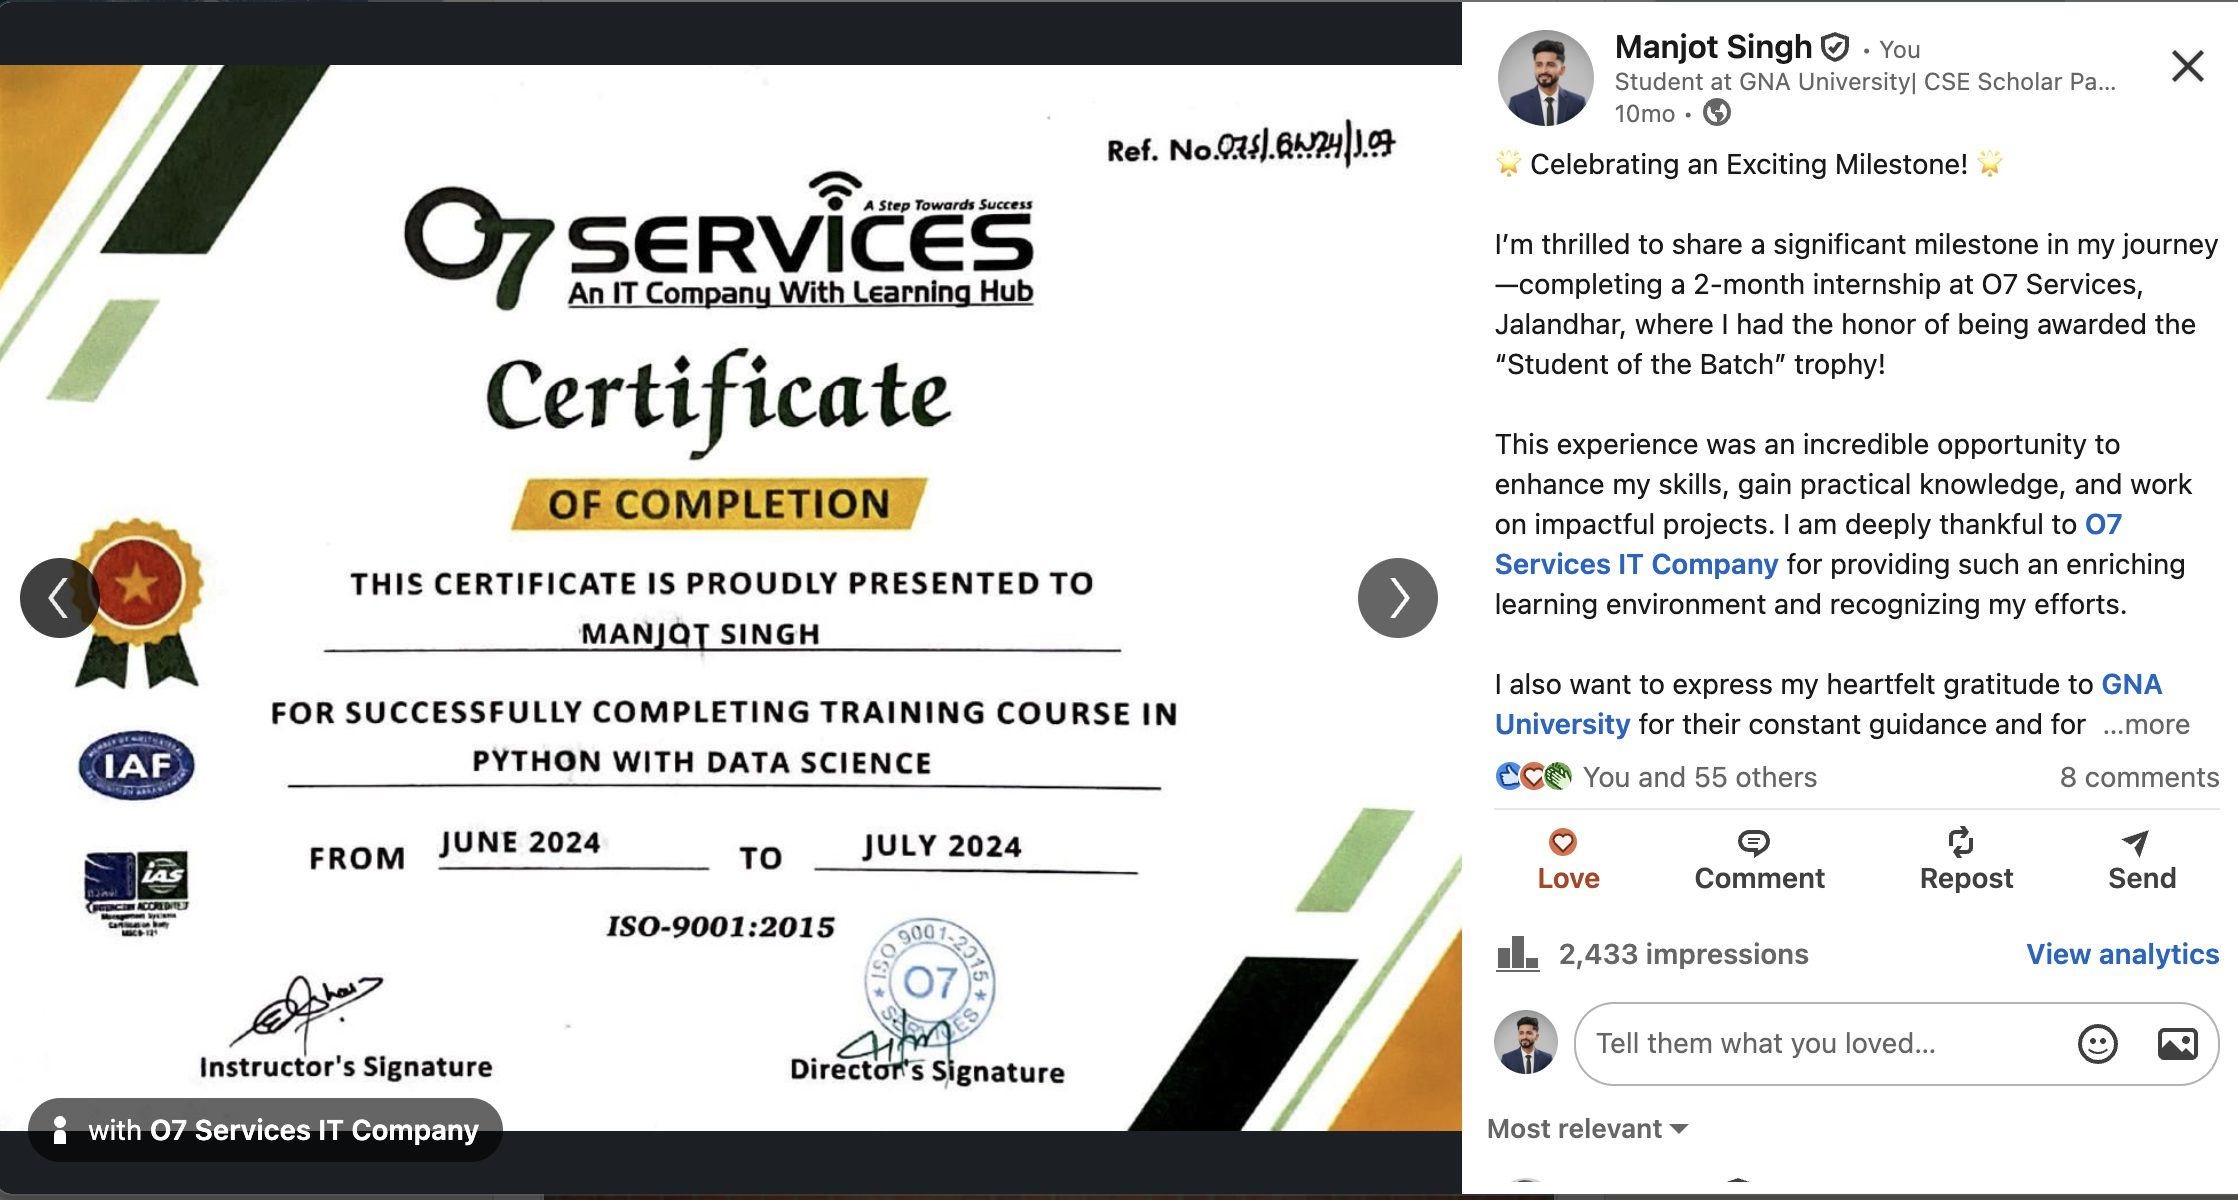 Ref. No.
A Step Towards Success
O7 SERVICES
An IT Company With Learning Hub
Certificate
OF COMPLETION
THIS CERTIFICATE IS PROUDLY PRESENTED TO
MANJOT SINGH
FOR SUCCESSFULLY COMPLETING TRAINING COURSE IN
PYTHON WITH DATA SCIENCE
IAF
FROM JUNE 2024 TO JULY 2024
IAS
ISO-9001:2015
ISO 9001-2015
O7
SERVICES
Instructor's Signature
Director's Signature
with O7 Services IT Company
Manjot Singh • You
Student at GNA University| CSE Scholar Pa...
10mo •
🌟 Celebrating an Exciting Milestone! 🌟
I’m thrilled to share a significant milestone in my journey
—completing a 2-month internship at O7 Services,
Jalandhar, where I had the honor of being awarded the
“Student of the Batch” trophy!
This experience was an incredible opportunity to
enhance my skills, gain practical knowledge, and work
on impactful projects. I am deeply thankful to O7
Services IT Company for providing such an enriching
learning environment and recognizing my efforts.
I also want to express my heartfelt gratitude to GNA
University for their constant guidance and for ...more
You and 55 others 8 comments
Love Comment Repost Send
2,433 impressions View analytics
Tell them what you loved...
Most relevant